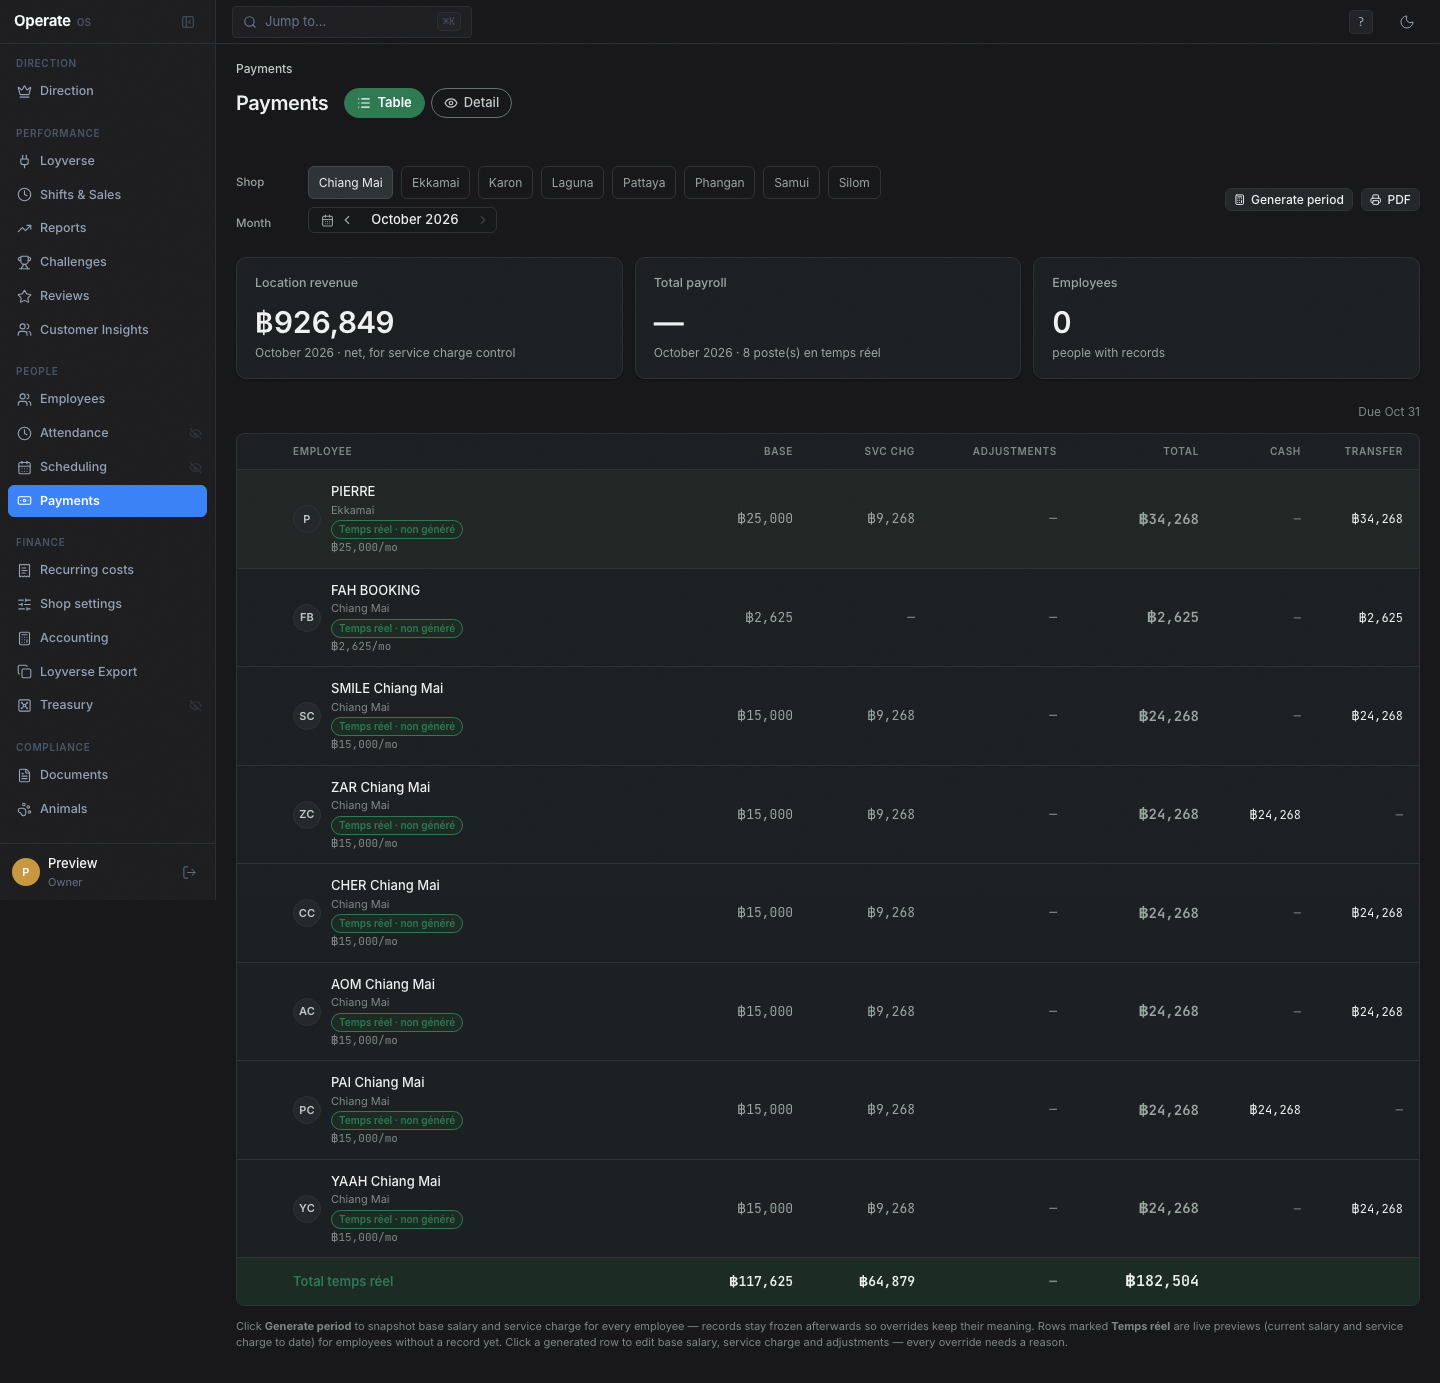 Operate OS
Jump to...
⌘K
?
DIRECTION
Direction
PERFORMANCE
Loyverse
Shifts & Sales
Reports
Challenges
Reviews
Customer Insights
PEOPLE
Employees
Attendance
Scheduling
Payments
FINANCE
Recurring costs
Shop settings
Accounting
Loyverse Export
Treasury
COMPLIANCE
Documents
Animals
P
Preview
Owner
Payments
Payments
Table
Detail
Shop
Chiang Mai
Ekkamai
Karon
Laguna
Pattaya
Phangan
Samui
Silom
Month
October 2026
Generate period
PDF
Location revenue
฿926,849
October 2026 · net, for service charge control
Total payroll
—
October 2026 · 8 poste(s) en temps réel
Employees
0
people with records
Due Oct 31
EMPLOYEE BASE SVC CHG ADJUSTMENTS TOTAL CASH TRANSFER
PIERRE
Ekkamai
P
Temps réel · non généré
฿25,000/mo
฿25,000 ฿9,268 — ฿34,268 — ฿34,268
FAH BOOKING
Chiang Mai
FB
Temps réel · non généré
฿2,625/mo
฿2,625 — — ฿2,625 — ฿2,625
SMILE Chiang Mai
Chiang Mai
SC
Temps réel · non généré
฿15,000/mo
฿15,000 ฿9,268 — ฿24,268 — ฿24,268
ZAR Chiang Mai
Chiang Mai
ZC
Temps réel · non généré
฿15,000/mo
฿15,000 ฿9,268 — ฿24,268 ฿24,268 —
CHER Chiang Mai
Chiang Mai
CC
Temps réel · non généré
฿15,000/mo
฿15,000 ฿9,268 — ฿24,268 — ฿24,268
AOM Chiang Mai
Chiang Mai
AC
Temps réel · non généré
฿15,000/mo
฿15,000 ฿9,268 — ฿24,268 — ฿24,268
PAI Chiang Mai
Chiang Mai
PC
Temps réel · non généré
฿15,000/mo
฿15,000 ฿9,268 — ฿24,268 ฿24,268 —
YAAH Chiang Mai
Chiang Mai
YC
Temps réel · non généré
฿15,000/mo
฿15,000 ฿9,268 — ฿24,268 — ฿24,268
Total temps réel ฿117,625 ฿64,879 — ฿182,504
Click Generate period to snapshot base salary and service charge for every employee — records stay frozen afterwards so overrides keep their meaning. Rows marked Temps réel are live previews (current salary and service
charge to date) for employees without a record yet. Click a generated row to edit base salary, service charge and adjustments — every override needs a reason.